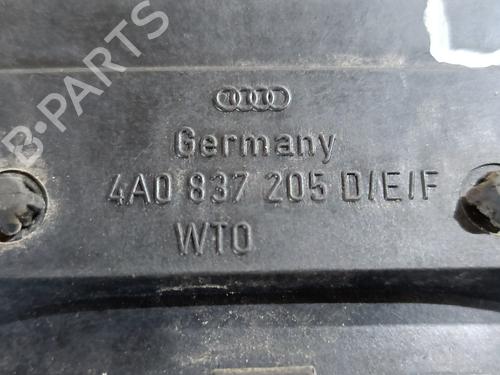 B-PARTS
Germany
4A0 837 205 D/E/F
WTO